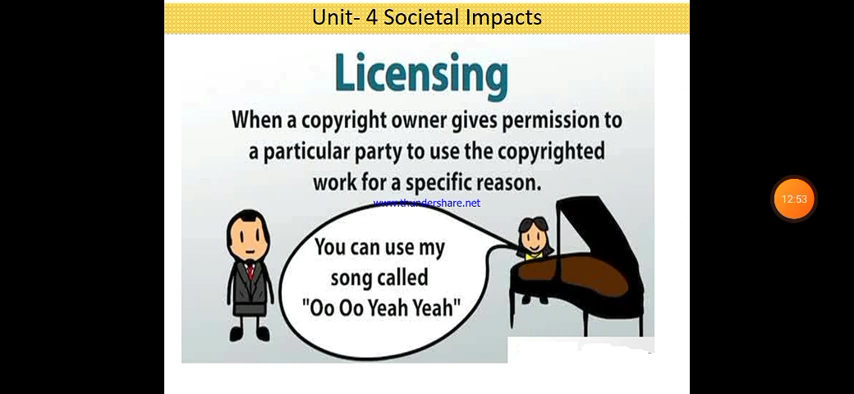 Unit- 4 Societal Impacts
Licensing
When a copyright owner gives permission to
a particular party to use the copyrighted
work for a specific reason.
www.thundershare.net
You can use my
song called
"Oo Oo Yeah Yeah"
12:53